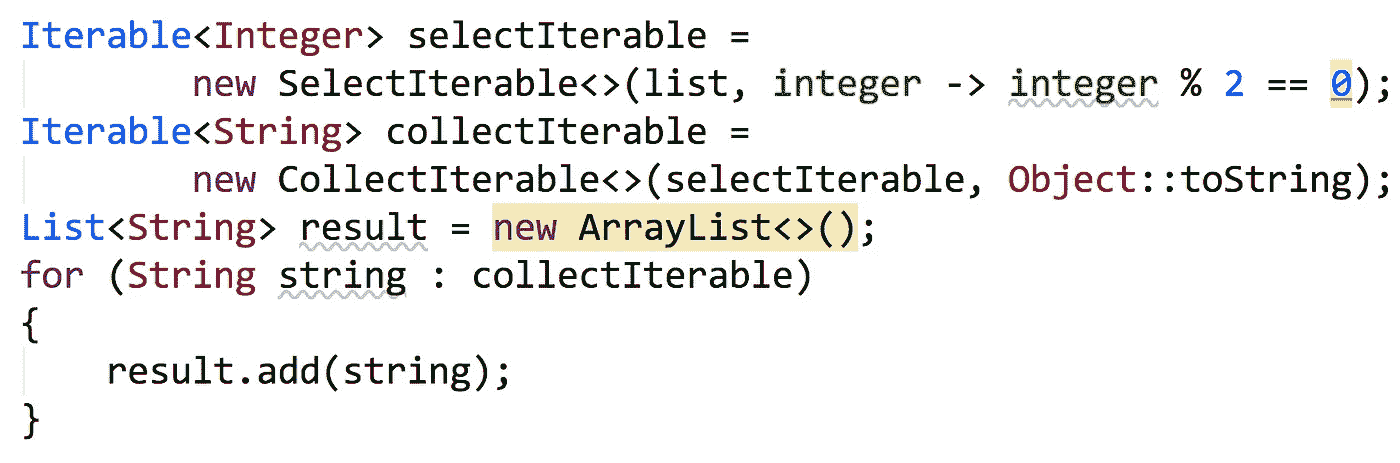 Iterable<Integer> selectIterable =
        new SelectIterable<>(list, integer -> integer % 2 == 0);
Iterable<String> collectIterable =
        new CollectIterable<>(selectIterable, Object::toString);
List<String> result = new ArrayList<>();
for (String string : collectIterable)
{
    result.add(string);
}